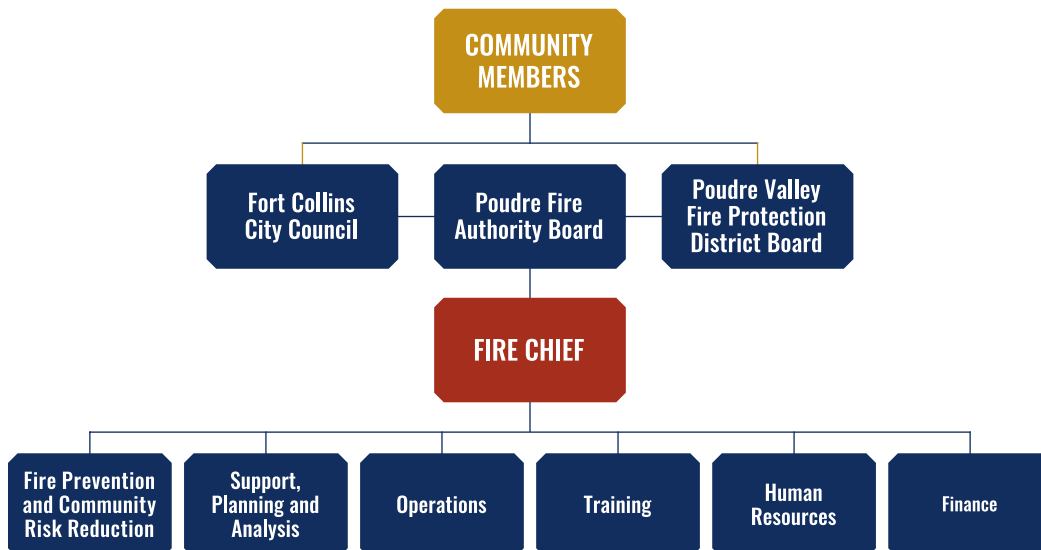 COMMUNITY
MEMBERS
Fort Collins
City Council
Poudre Fire
Authority Board
Poudre Valley
Fire Protection
District Board
FIRE CHIEF
Fire Prevention
and Community
Risk Reduction
Support,
Planning and
Analysis
Operations
Training
Human
Resources
Finance